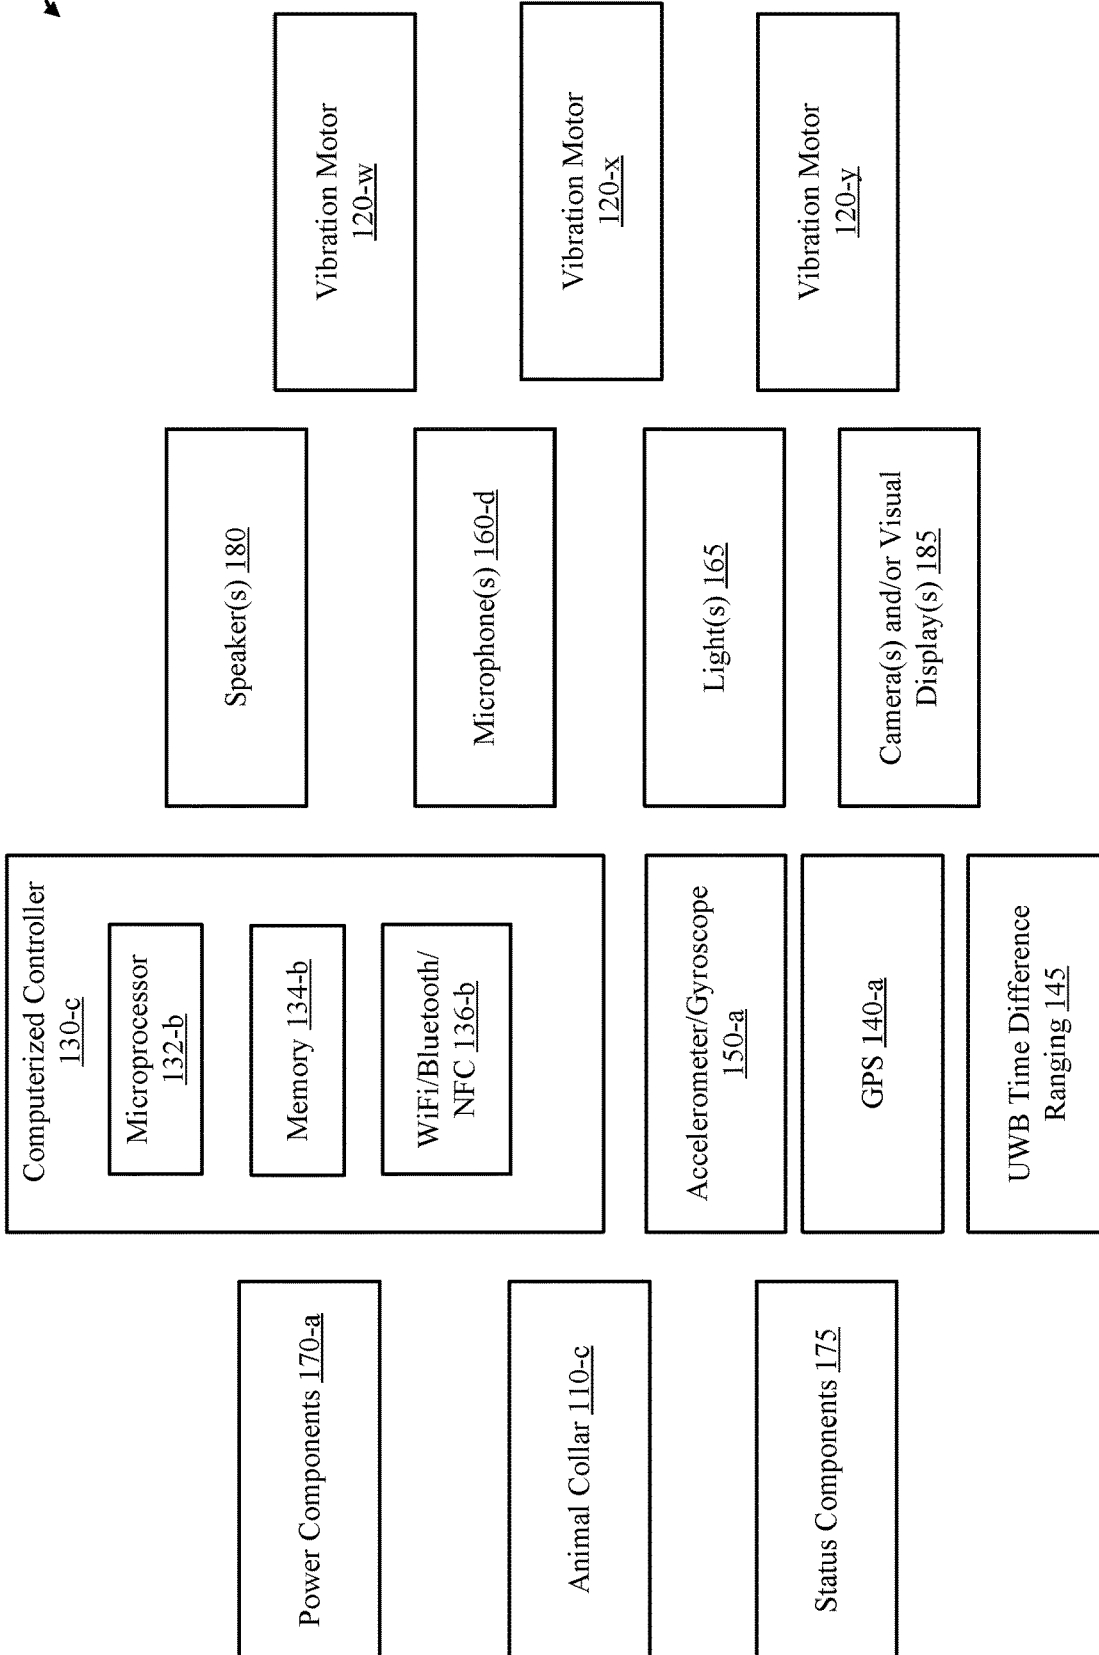 Power Components 170-a
Animal Collar 110-c
Status Components 175
Computerized Controller
130-c
Microprocessor
132-b
Memory 134-b
WiFi/Bluetooth/
NFC 136-b
Accelerometer/Gyroscope
150-a
GPS 140-a
UWB Time Difference
Ranging 145
Speaker(s) 180
Microphone(s) 160-d
Light(s) 165
Camera(s) and/or Visual
Display(s) 185
Vibration Motor
120-w
Vibration Motor
120-x
Vibration Motor
120-y